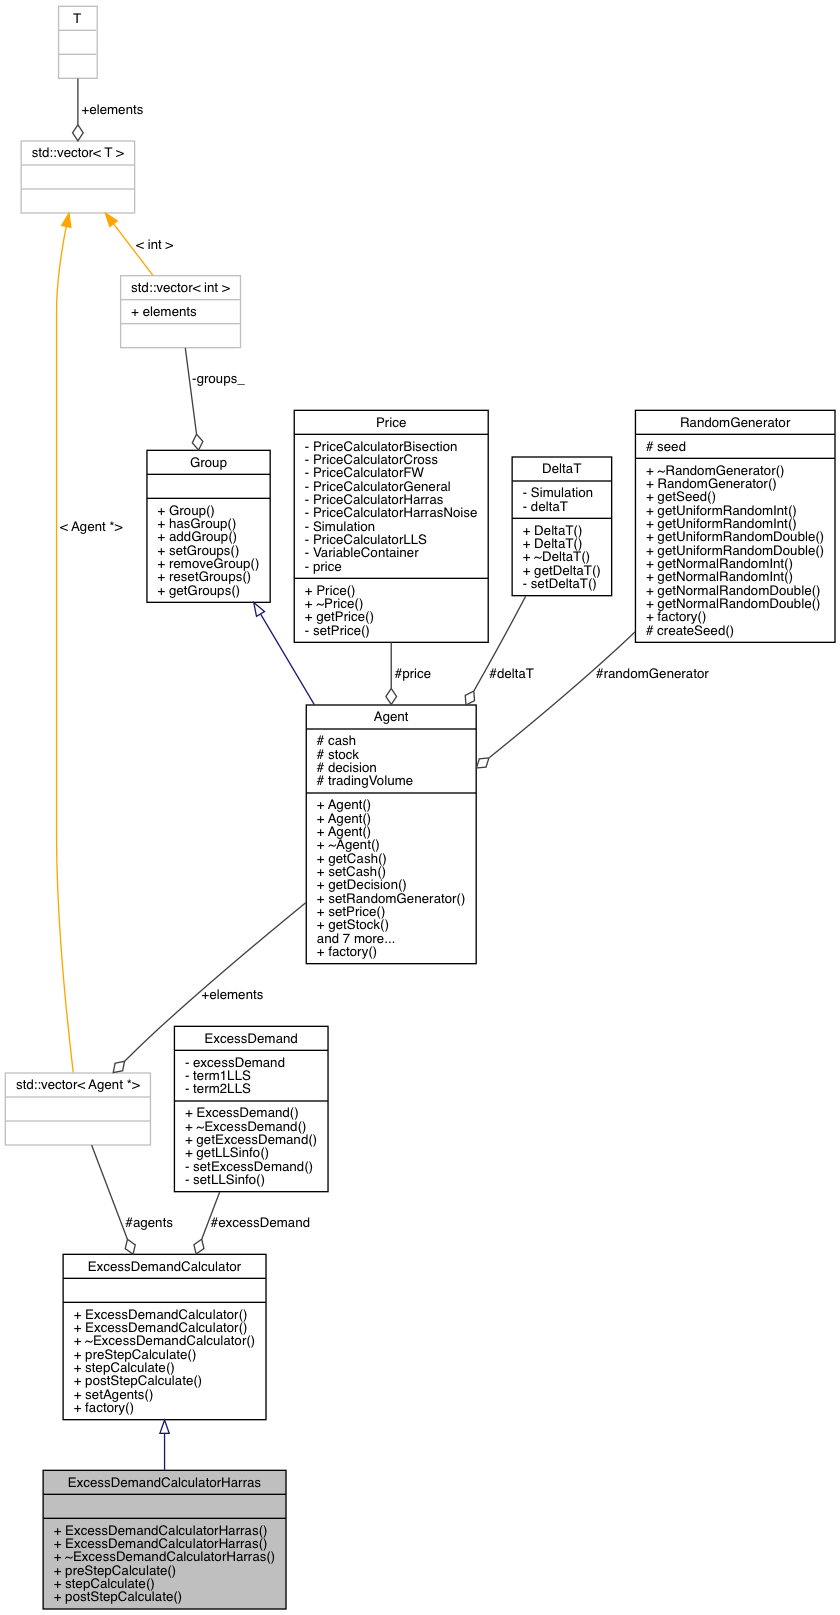 T
+elements
std::vector< T >
< int >
std::vector< int >
+ elements
-groups_
Group
+ Group()
+ hasGroup()
+ addGroup()
+ setGroups()
+ removeGroup()
+ resetGroups()
+ getGroups()
Price
- PriceCalculatorBisection
- PriceCalculatorCross
- PriceCalculatorFW
- PriceCalculatorGeneral
- PriceCalculatorHarras
- PriceCalculatorHarrasNoise
- Simulation
- PriceCalculatorLLS
- VariableContainer
- price
+ Price()
+ ~Price()
+ getPrice()
- setPrice()
DeltaT
- Simulation
- deltaT
+ DeltaT()
+ DeltaT()
+ ~DeltaT()
+ getDeltaT()
- setDeltaT()
RandomGenerator
# seed
+ ~RandomGenerator()
+ RandomGenerator()
+ getSeed()
+ getUniformRandomInt()
+ getUniformRandomInt()
+ getUniformRandomDouble()
+ getUniformRandomDouble()
+ getNormalRandomInt()
+ getNormalRandomInt()
+ getNormalRandomDouble()
+ getNormalRandomDouble()
+ factory()
# createSeed()
< Agent *>
#price
#deltaT
#randomGenerator
Agent
# cash
# stock
# decision
# tradingVolume
+ Agent()
+ Agent()
+ Agent()
+ ~Agent()
+ getCash()
+ setCash()
+ getDecision()
+ setRandomGenerator()
+ setPrice()
+ getStock()
and 7 more...
+ factory()
+elements
std::vector< Agent *>
ExcessDemand
- excessDemand
- term1LLS
- term2LLS
+ ExcessDemand()
+ ~ExcessDemand()
+ getExcessDemand()
+ getLLSinfo()
- setExcessDemand()
- setLLSinfo()
#agents
#excessDemand
ExcessDemandCalculator
+ ExcessDemandCalculator()
+ ExcessDemandCalculator()
+ ~ExcessDemandCalculator()
+ preStepCalculate()
+ stepCalculate()
+ postStepCalculate()
+ setAgents()
+ factory()
ExcessDemandCalculatorHarras
+ ExcessDemandCalculatorHarras()
+ ExcessDemandCalculatorHarras()
+ ~ExcessDemandCalculatorHarras()
+ preStepCalculate()
+ stepCalculate()
+ postStepCalculate()